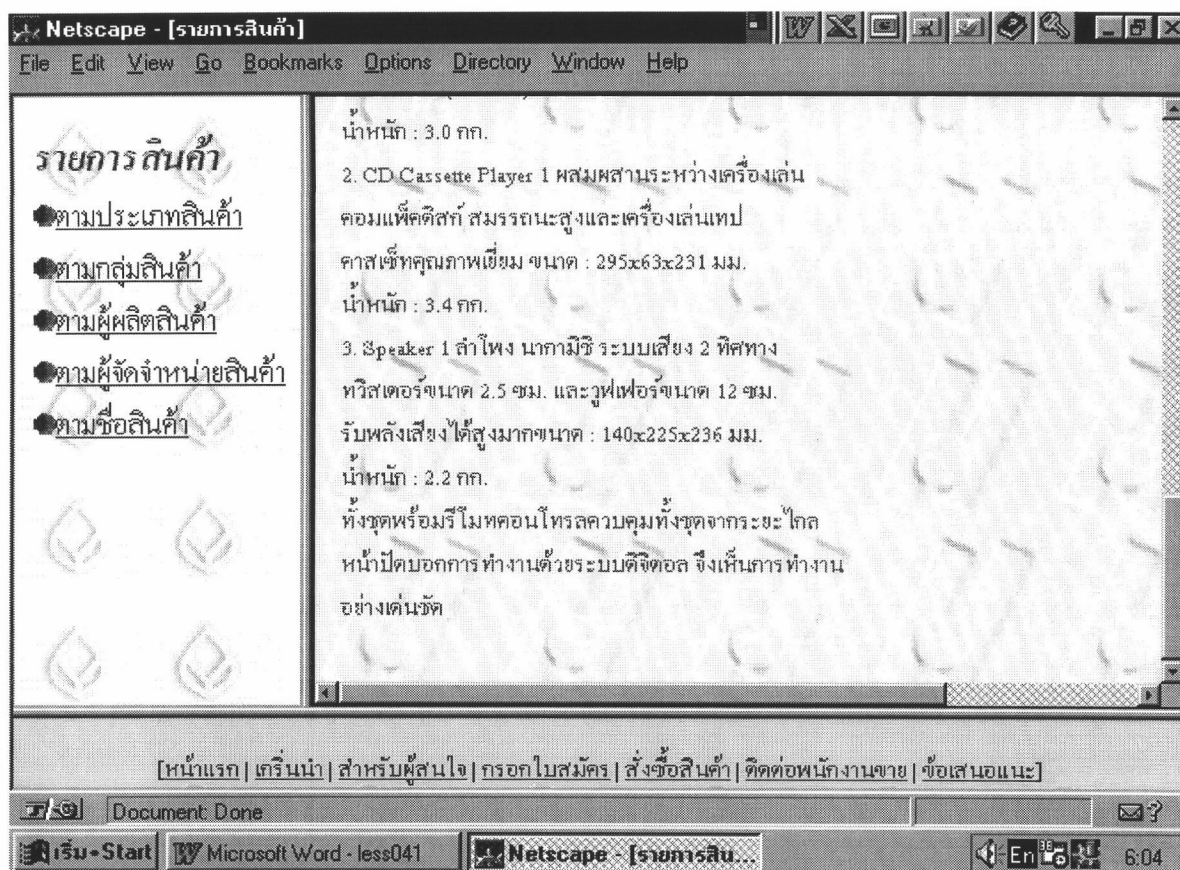 Netscape - [รายการสินค้า]
File Edit View Go Bookmarks Options Directory Window Help
รายการสินค้า
ตามประเภทสินค้า
ตามกลุ่มสินค้า
ตามผู้ผลิตสินค้า
ตามผู้จัดจำหน่ายสินค้า
ตามชื่อสินค้า
น้ำหนัก : 3.0 กก.
2. CD Cassette Player 1 ผสมผสานระหว่างเครื่องเล่น
คอมแพ็คดิสก์ สมรรถนะสูงและเครื่องเล่นเทป
คาสเซ็ทคุณภาพเยี่ยม ขนาด : 295x63x231 มม.
น้ำหนัก : 3.4 กก.
3. Speaker 1 ลำโพง นากามิชิ ระบบเสียง 2 ทิศทาง
ทวิสเตอร์ขนาด 2.5 ซม. และวูฟเฟอร์ขนาด 12 ซม.
รับพลังเสียงได้สูงมากขนาด : 140x225x236 มม.
น้ำหนัก : 2.2 กก.
ทั้งชุดพร้อมรีโมทคอนโทรลควบคุมทั้งชุดจากระยะไกล
หน้าปัดบอกการทำงานด้วยระบบดิจิตอล จึงเห็นการทำงาน
อย่างเด่นชัด
[หน้าแรก | เกริ่นนำ | สำหรับผู้สนใจ | กรอกใบสมัคร | สั่งซื้อสินค้า | ติดต่อพนักงานขาย | ข้อเสนอแนะ]
Document: Done
เริ่ม•Start Microsoft Word - less041 Netscape - [รายการสิน... En 6:04